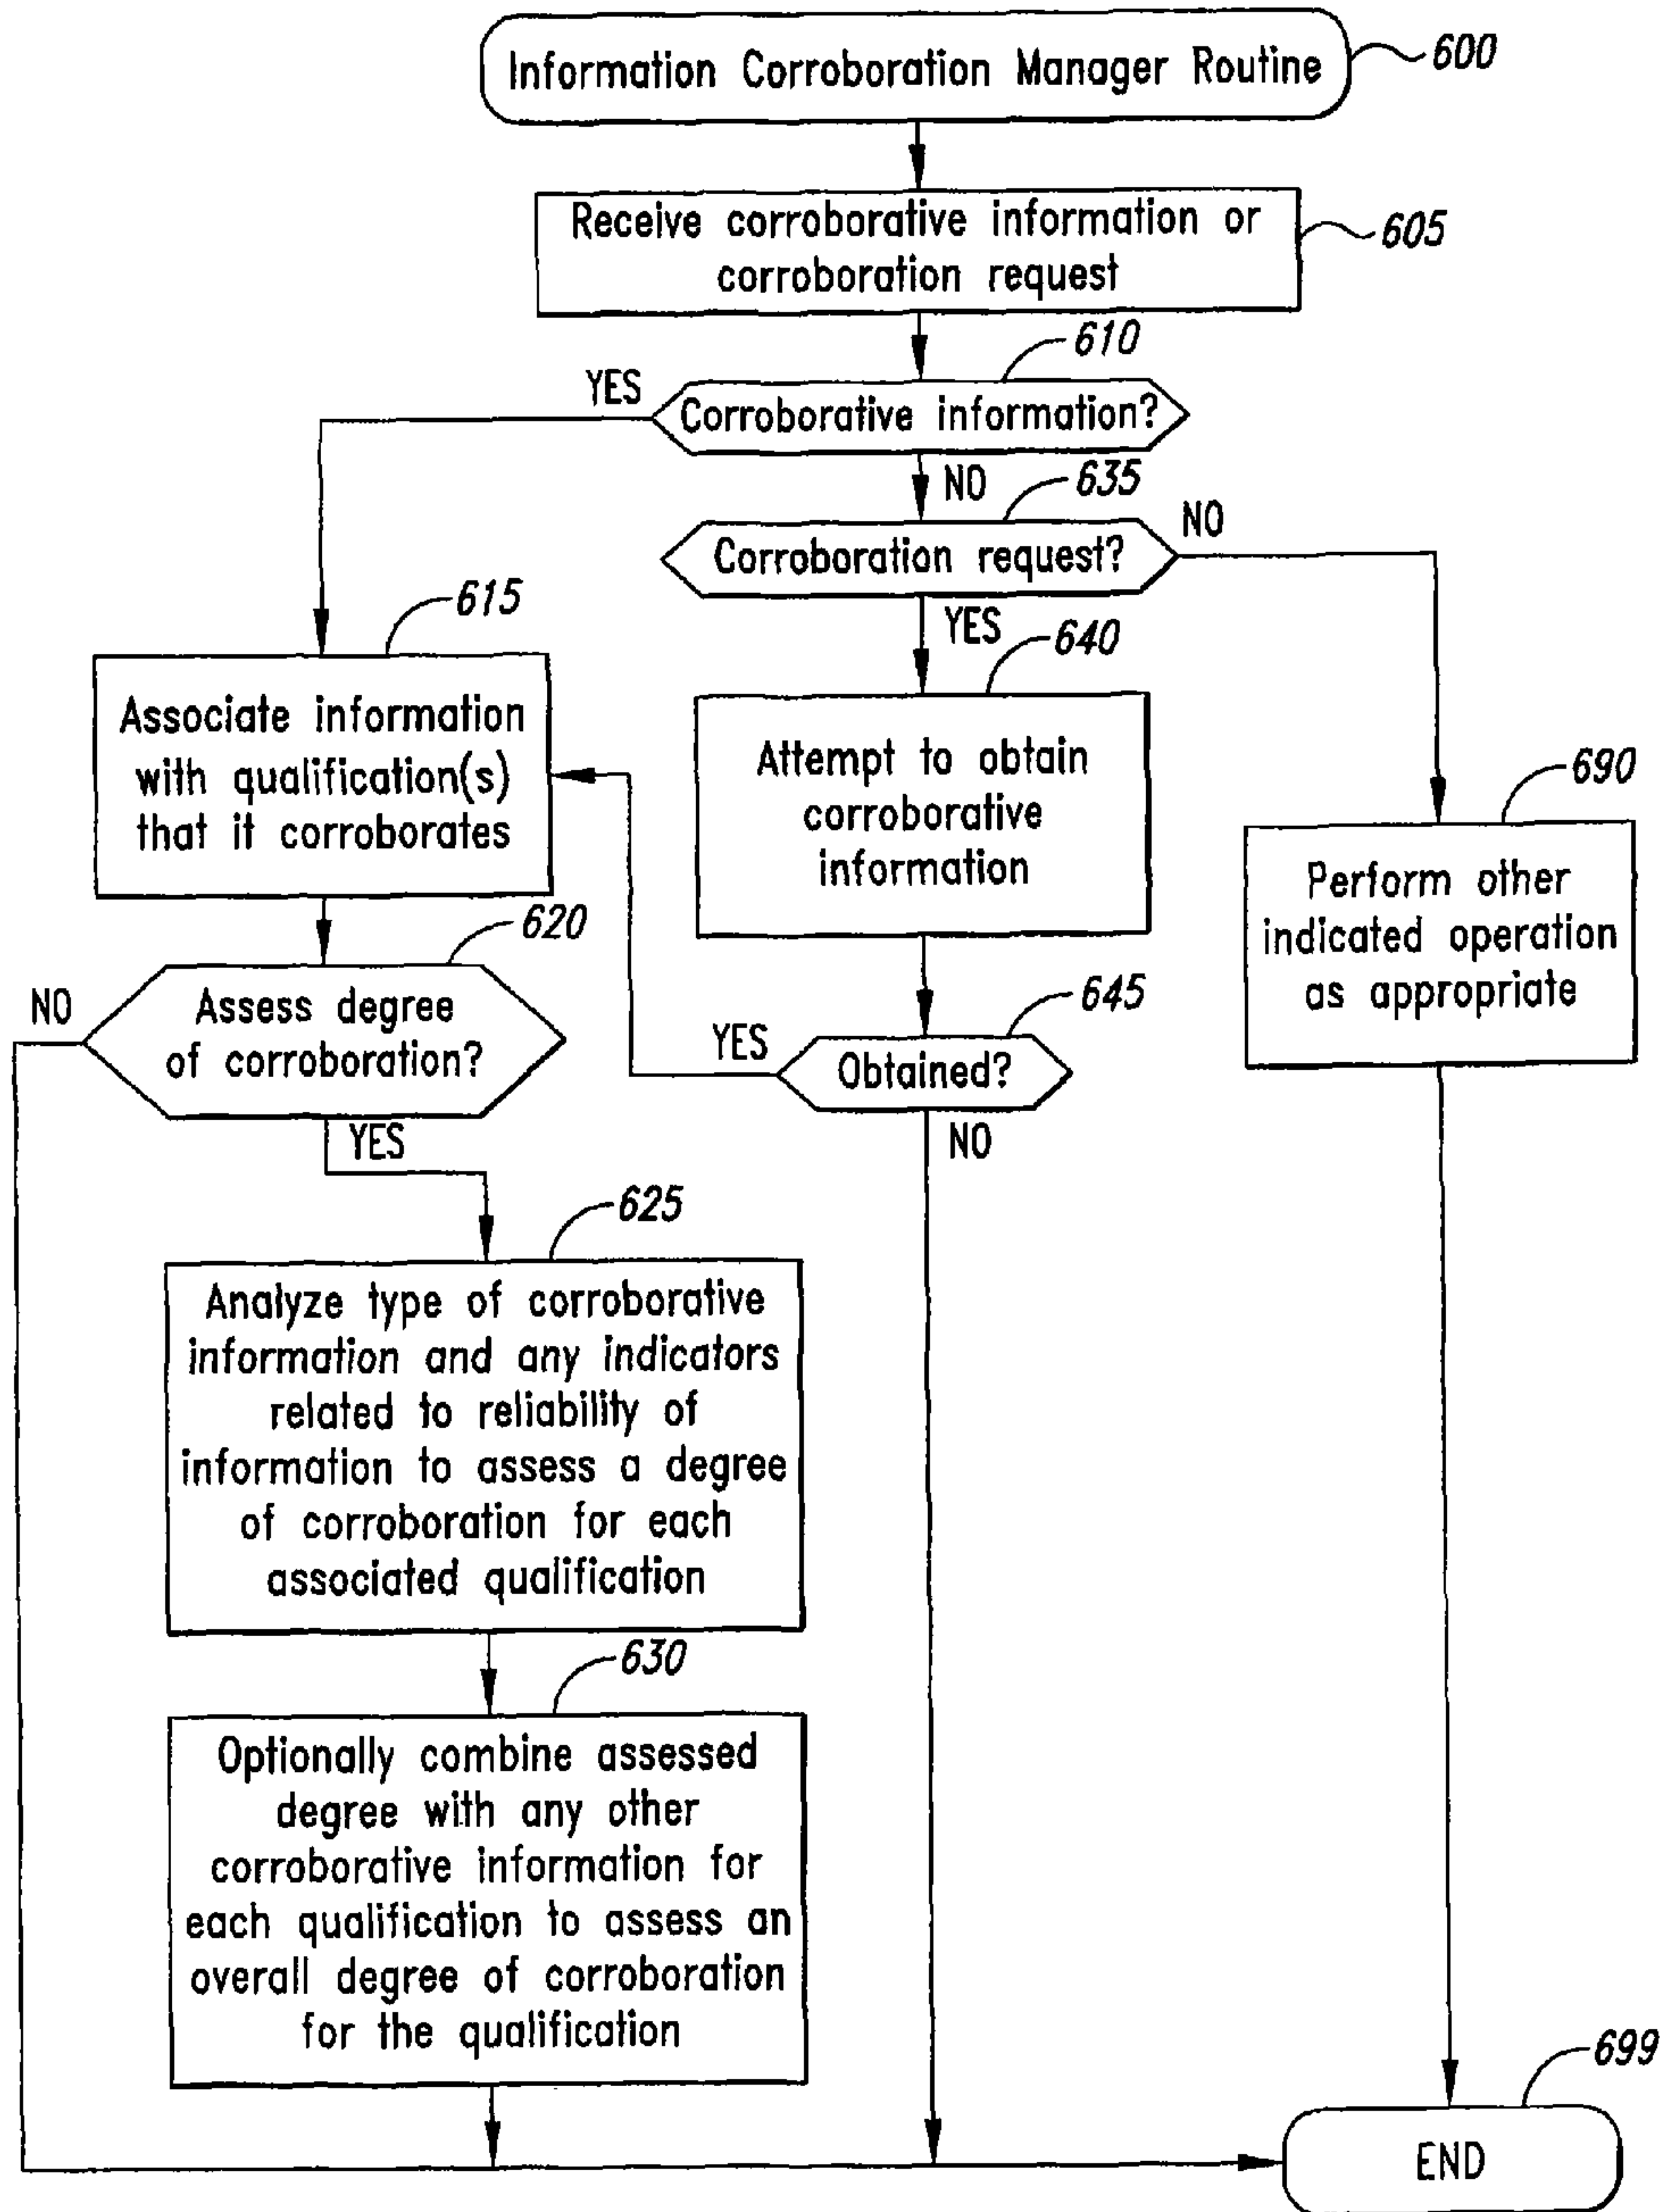 Information Corroboration Manager Routine
600
Receive corroborative information or
corroboration request
605
610
YES
Corroborative information?
NO
635
NO
Corroboration request?
615
YES
640
Associate information
with qualification(s)
that it corroborates
Attempt to obtain
corroborative
information
690
Perform other
indicated operation
as appropriate
620
NO
Assess degree
of corroboration?
645
YES
Obtained?
YES
NO
625
Analyze type of corroborative
information and any indicators
related to reliability of
information to assess a degree
of corroboration for each
associated qualification
630
Optionally combine assessed
degree with any other
corroborative information for
each qualification to assess an
overall degree of corroboration
for the qualification
699
END